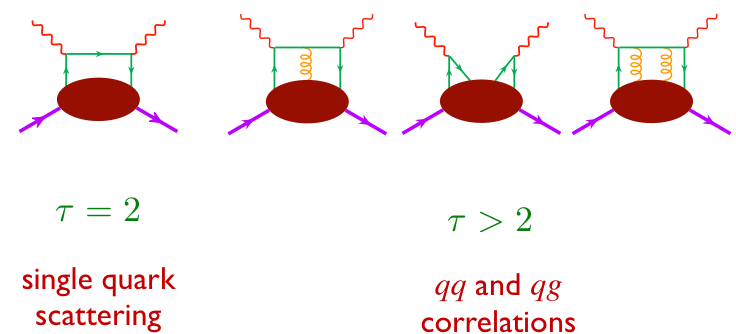 τ = 2
single quark
scattering
τ > 2
qq and qg
correlations